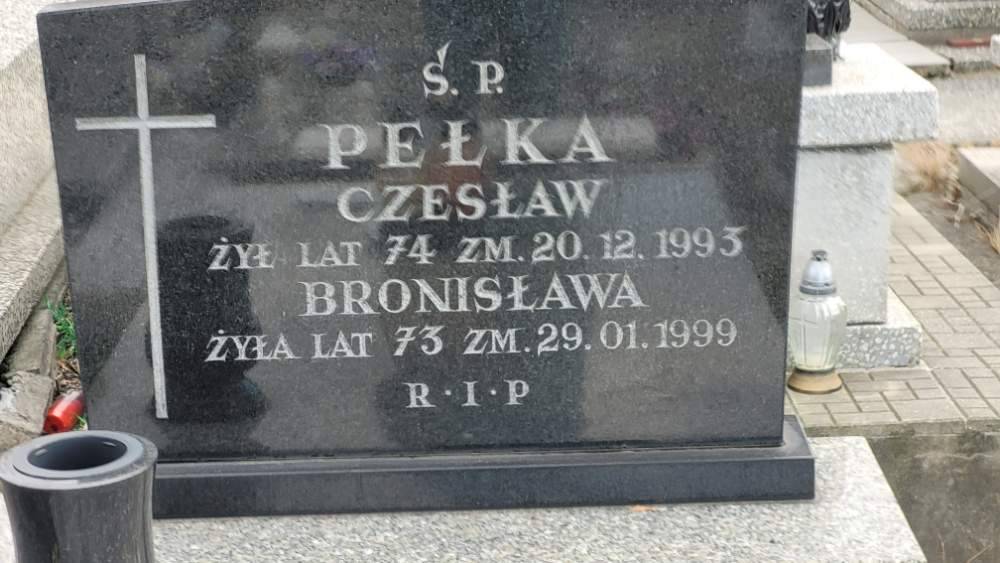 Ś. P.
PEŁKA
CZESŁAW
ŻYŁ LAT 74 ZM. 20.12.1993
BRONISŁAWA
ŻYŁA LAT 73 ZM. 29.01.1999
R·I·P